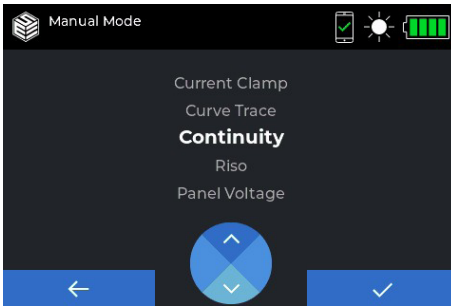 Manual Mode
Current Clamp
Curve Trace
Continuity
Riso
Panel Voltage